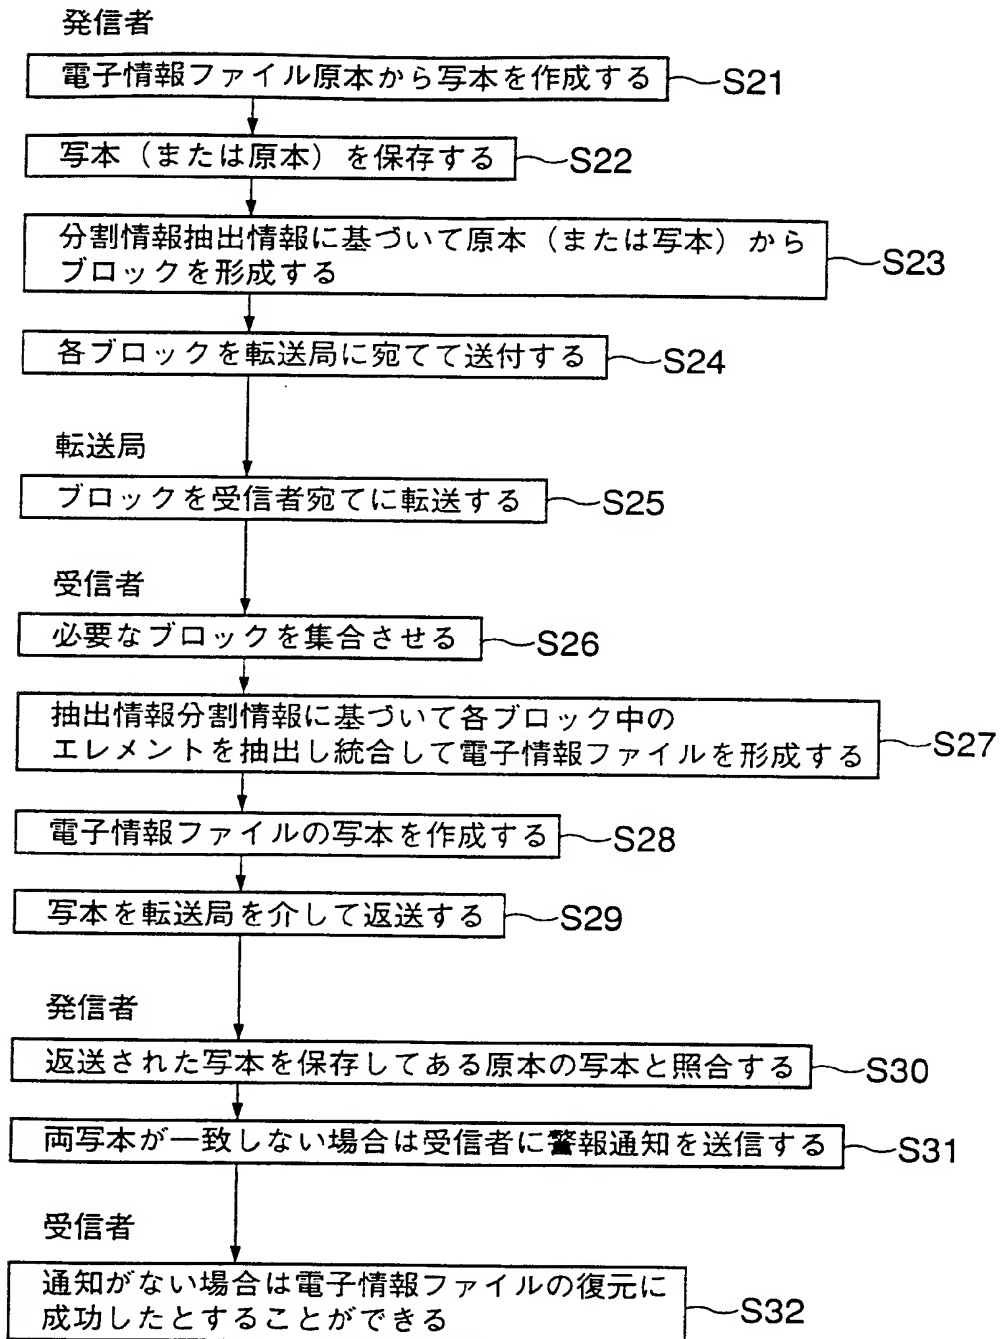 発信者
電子情報ファイル原本から写本を作成する
S21
写本(または原本)を保存する
S22
分割情報抽出情報に基づいて原本(または写本)から
ブロックを形成する
S23
各ブロックを転送局に宛てて送付する
S24
転送局
ブロックを受信者宛てに転送する
S25
受信者
必要なブロックを集合させる
S26
抽出情報分割情報に基づいて各ブロック中の
エレメントを抽出し統合して電子情報ファイルを形成する
S27
電子情報ファイルの写本を作成する
S28
写本を転送局を介して返送する
S29
発信者
返送された写本を保存してある原本の写本と照合する
S30
両写本が一致しない場合は受信者に警報通知を送信する
S31
受信者
通知がない場合は電子情報ファイルの復元に
成功したとすることができる
S32